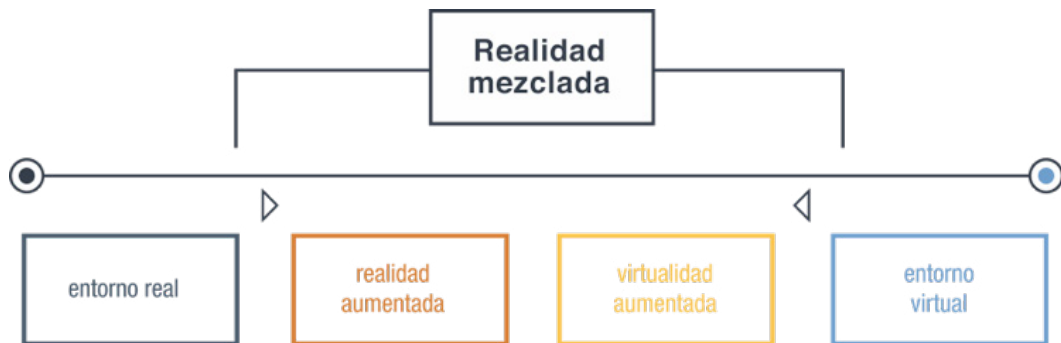 Realidad
mezclada
entorno real
realidad
aumentada
virtualidad
aumentada
entorno
virtual